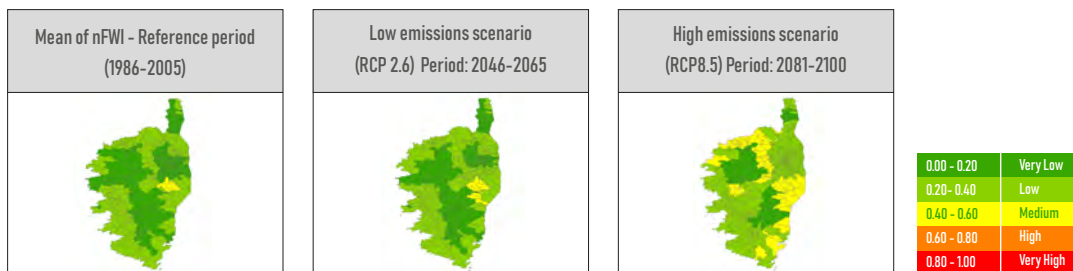 Mean of nFWI - Reference period
(1986-2005)
Low emissions scenario
(RCP 2.6) Period: 2046-2065
High emissions scenario
(RCP8.5) Period: 2081-2100
0.00 - 0.20 Very Low
0.20- 0.40 Low
0.40 - 0.60 Medium
0.60 - 0.80 High
0.80 - 1.00 Very High